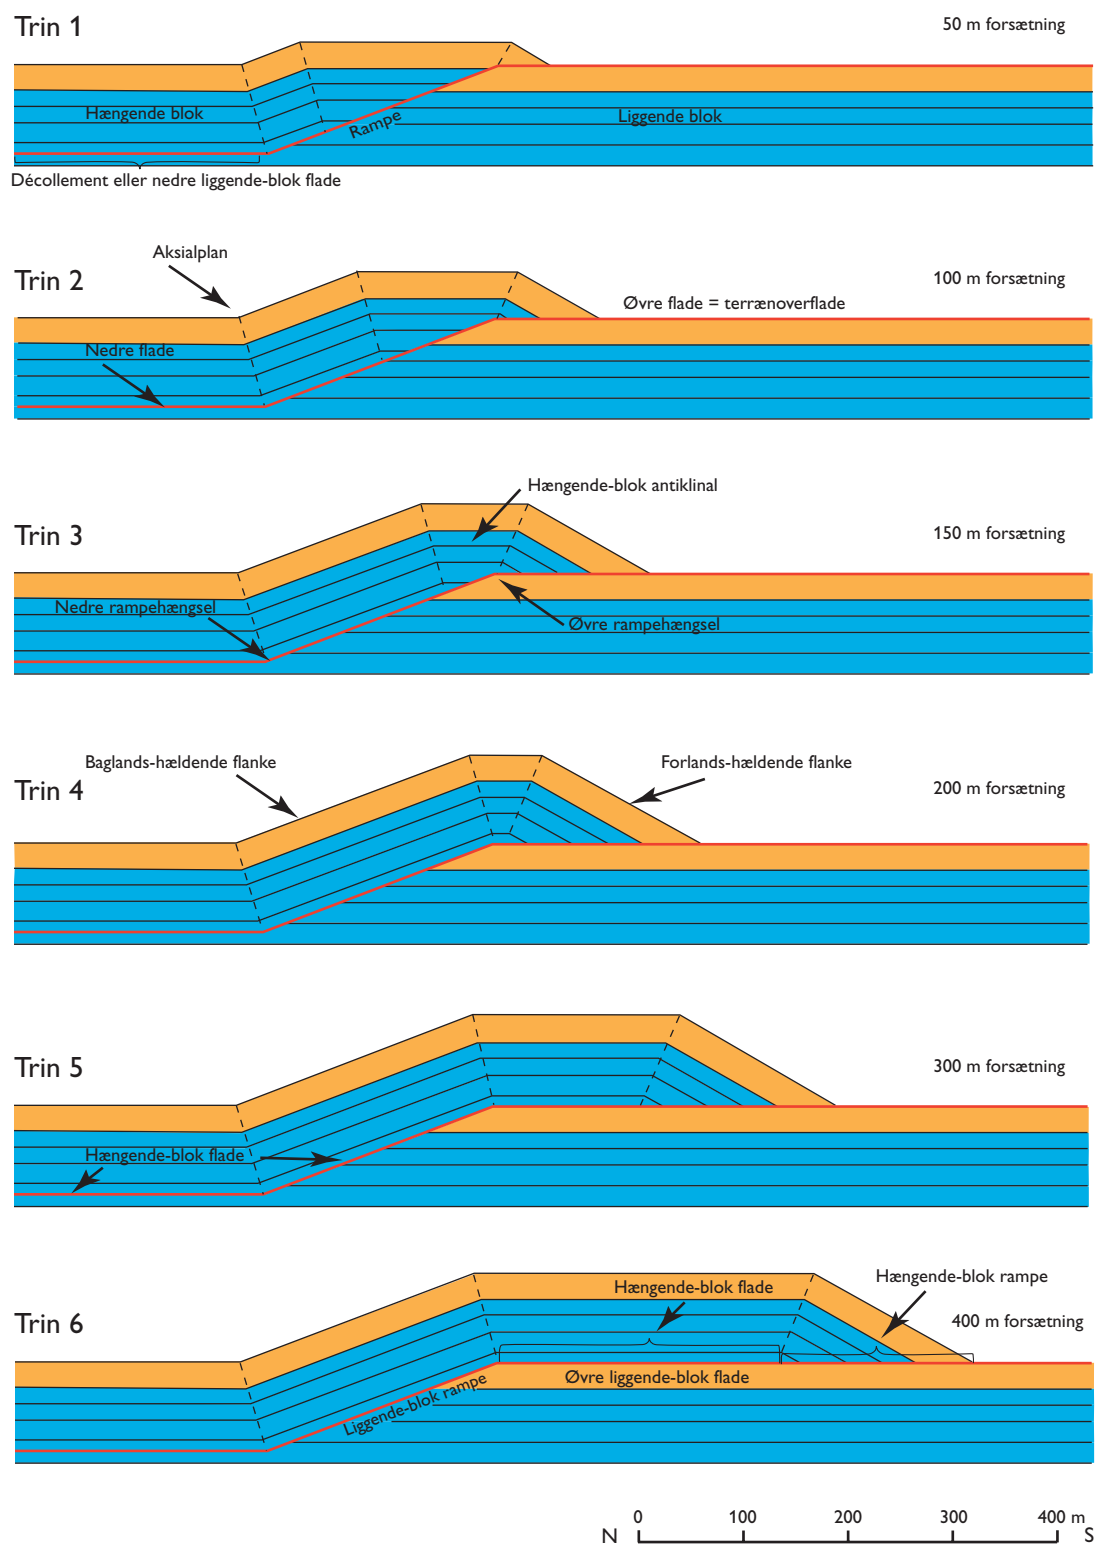 Trin 1
50 m forsætning
Hængende blok
Rampe
Liggende blok
Décollement eller nedre liggende-blok flade
Aksialplan
Trin 2
100 m forsætning
Øvre flade = terrænoverflade
Nedre flade
Hængende-blok antiklinal
Trin 3
150 m forsætning
Nedre rampehængsel
Øvre rampehængsel
Baglands-hældende flanke
Forlands-hældende flanke
Trin 4
200 m forsætning
Trin 5
300 m forsætning
Hængende-blok flade
Hængende-blok rampe
Hængende-blok flade
Trin 6
400 m forsætning
Øvre liggende-blok flade
Liggende-blok rampe
0 100 200 300 400 m
N S